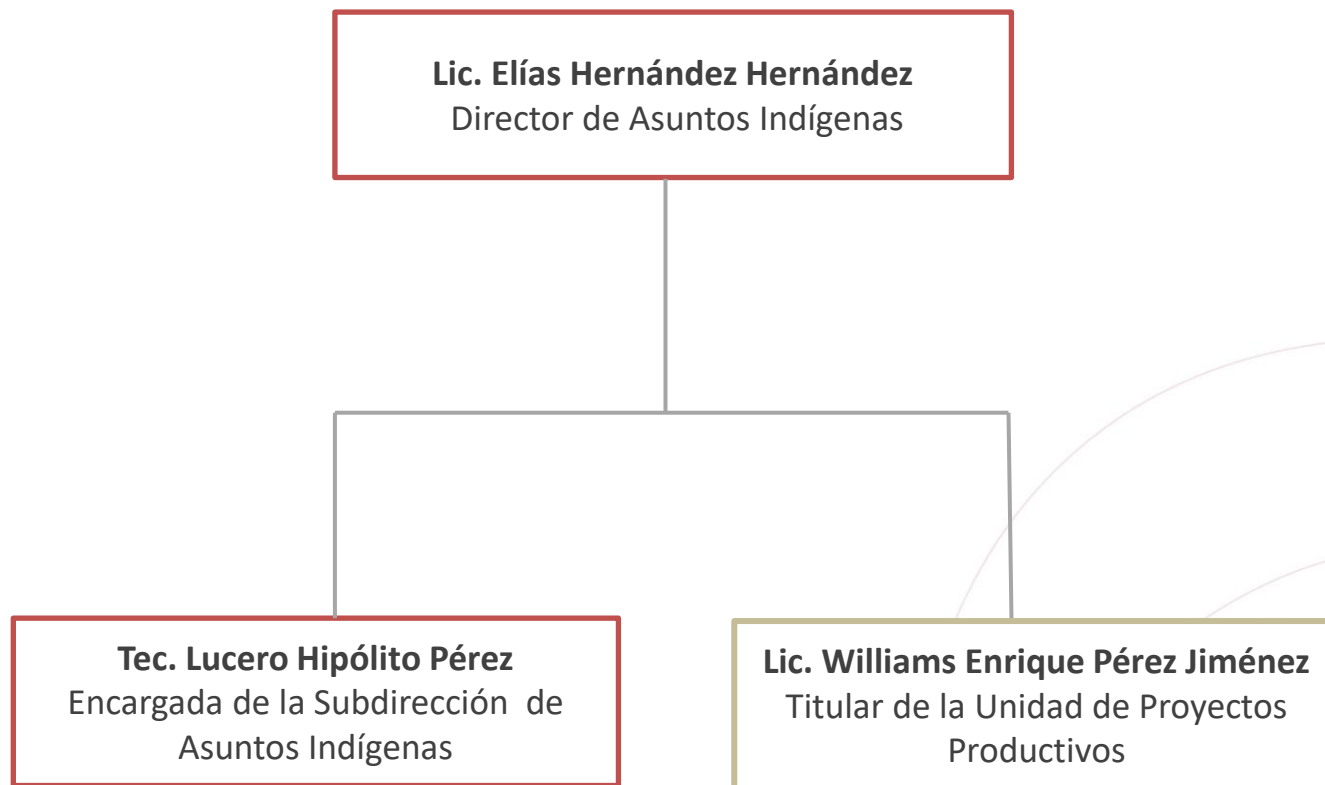 Lic. Elías Hernández Hernández
Director de Asuntos Indígenas
Tec. Lucero Hipólito Pérez
Encargada de la Subdirección  de
Asuntos Indígenas
Lic. Williams Enrique Pérez Jiménez
Titular de la Unidad de Proyectos
Productivos